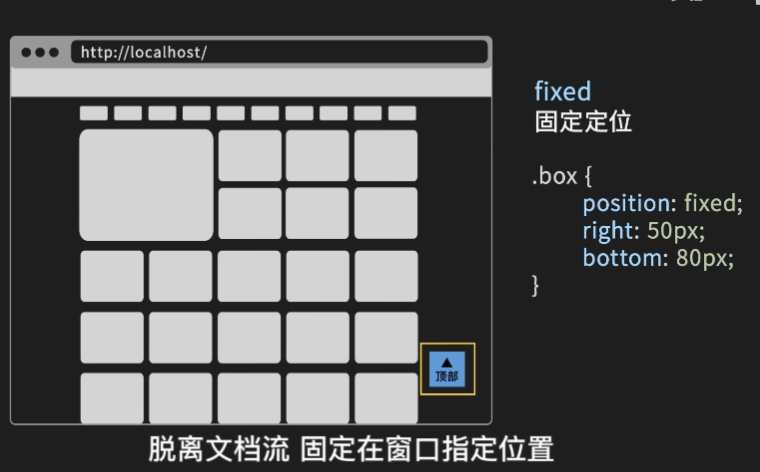 http://localhost/
fixed
固定定位
.box {
position: fixed;
right: 50px;
bottom: 80px;
}
顶部
脱离文档流 固定在窗口指定位置